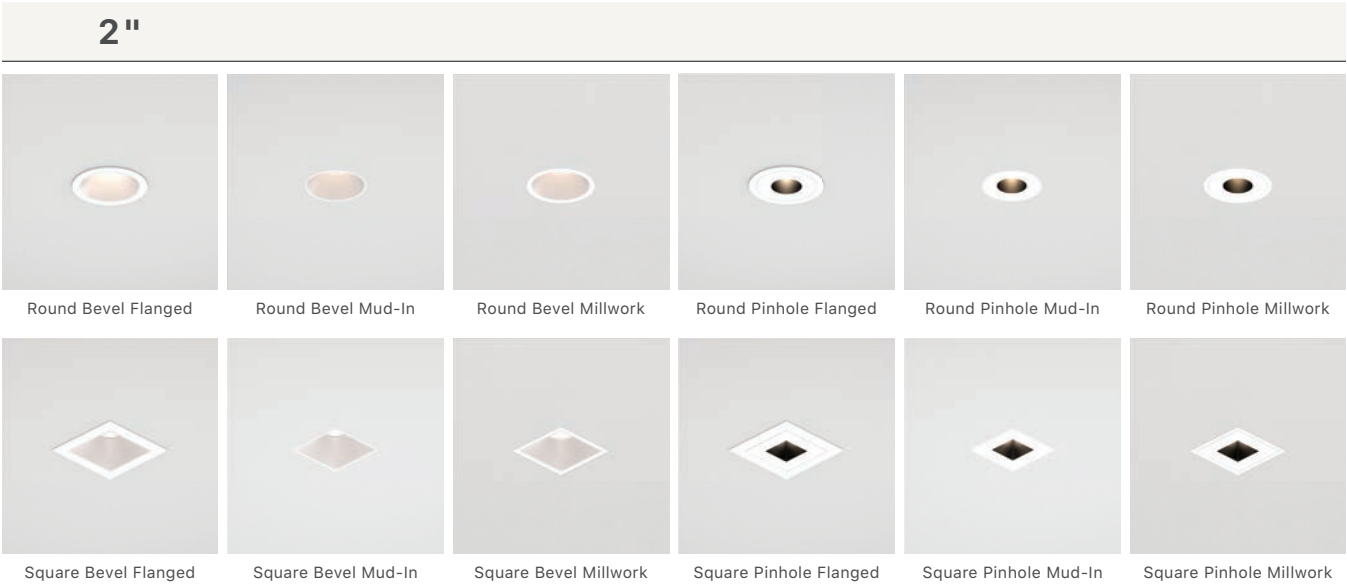 2"
Round Bevel Flanged
Round Bevel Mud-In
Round Bevel Millwork
Round Pinhole Flanged
Round Pinhole Mud-In
Round Pinhole Millwork
Square Bevel Flanged
Square Bevel Mud-In
Square Bevel Millwork
Square Pinhole Flanged
Square Pinhole Mud-In
Square Pinhole Millwork